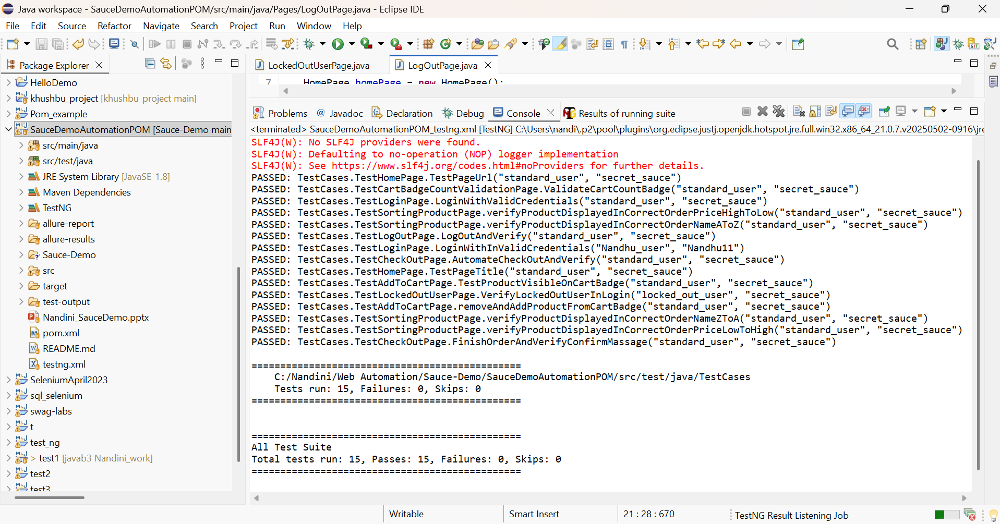 Java workspace - SauceDemoAutomationPOM/src/main/java/Pages/LogOutPage.java - Eclipse IDE
File Edit Source Refactor Navigate Search Project Run Window Help
Package Explorer
HelloDemo
khushbu_project [khushbu_project main]
Pom_example
SauceDemoAutomationPOM [Sauce-Demo main
src/main/java
src/test/java
JRE System Library [JavaSE-1.8]
Maven Dependencies
TestNG
allure-report
allure-results
Sauce-Demo
src
target
test-output
Nandini_SauceDemo.pptx
pom.xml
README.md
testng.xml
SeleniumApril2023
sql_selenium
swag-labs
t
test_ng
> test1 [javab3 Nandini_work]
test2
test3
LockedOutUserPage.java LogOutPage.java
7 HomePage homePage = new HomePage();
Problems @ Javadoc Declaration Debug Console Results of running suite
<terminated> SauceDemoAutomationPOM_testng.xml [TestNG] C:\Users\nandi\.p2\pool\plugins\org.eclipse.justj.openjdk.hotspot.jre.full.win32.x86_64_21.0.7.v20250502-0916\jre
SLF4J(W): No SLF4J providers were found.
SLF4J(W): Defaulting to no-operation (NOP) logger implementation
SLF4J(W): See https://www.slf4j.org/codes.html#noProviders for further details.
PASSED: TestCases.TestHomePage.TestPageUrl("standard_user", "secret_sauce")
PASSED: TestCases.TestCartBadgeCountValidationPage.ValidateCartCountBadge("standard_user", "secret_sauce")
PASSED: TestCases.TestLoginPage.LoginWithValidCredentials("standard_user", "secret_sauce")
PASSED: TestCases.TestSortingProductPage.verifyProductDisplayedInCorrectOrderPriceHighToLow("standard_user", "secret_sauce")
PASSED: TestCases.TestSortingProductPage.verifyProductDisplayedInCorrectOrderNameAToZ("standard_user", "secret_sauce")
PASSED: TestCases.TestLogOutPage.LogOutAndVerify("standard_user", "secret_sauce")
PASSED: TestCases.TestLoginPage.LoginWithInValidCredentials("Nandhu_user", "Nandhu11")
PASSED: TestCases.TestCheckOutPage.AutomateCheckOutAndVerify("standard_user", "secret_sauce")
PASSED: TestCases.TestHomePage.TestPageTitle("standard_user", "secret_sauce")
PASSED: TestCases.TestAddToCartPage.TestProductVisibleOnCartBadge("standard_user", "secret_sauce")
PASSED: TestCases.TestLockedOutUserPage.VerifyLockedOutUserInLogin("locked_out_user", "secret_sauce")
PASSED: TestCases.TestAddToCartPage.removeAndAddProductFromCartBadge("standard_user", "secret_sauce")
PASSED: TestCases.TestSortingProductPage.verifyProductDisplayedInCorrectOrderNameZToA("standard_user", "secret_sauce")
PASSED: TestCases.TestSortingProductPage.verifyProductDisplayedInCorrectOrderPriceLowToHigh("standard_user", "secret_sauce")
PASSED: TestCases.TestCheckOutPage.FinishOrderAndVerifyConfirmMassage("standard_user", "secret_sauce")
===============================================
C:/Nandini/Web Automation/Sauce-Demo/SauceDemoAutomationPOM/src/test/java/TestCases
Tests run: 15, Failures: 0, Skips: 0
===============================================
===============================================
All Test Suite
Total tests run: 15, Passes: 15, Failures: 0, Skips: 0
===============================================
Writable Smart Insert 21 : 28 : 670 TestNG Result Listening Job